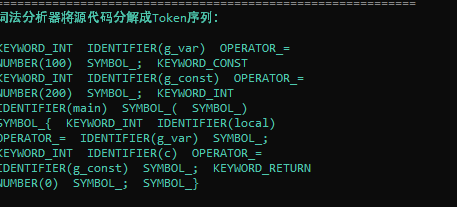 词法分析器将源代码分解成Token序列:
KEYWORD_INT IDENTIFIER(g_var) OPERATOR_=
NUMBER(100) SYMBOL_; KEYWORD_CONST
IDENTIFIER(g_const) OPERATOR_=
NUMBER(200) SYMBOL_; KEYWORD_INT
IDENTIFIER(main) SYMBOL_( SYMBOL_)
SYMBOL_{ KEYWORD_INT IDENTIFIER(local)
OPERATOR_= IDENTIFIER(g_var) SYMBOL_;
KEYWORD_INT IDENTIFIER(c) OPERATOR_=
IDENTIFIER(g_const) SYMBOL_; KEYWORD_RETURN
NUMBER(0) SYMBOL_; SYMBOL_}